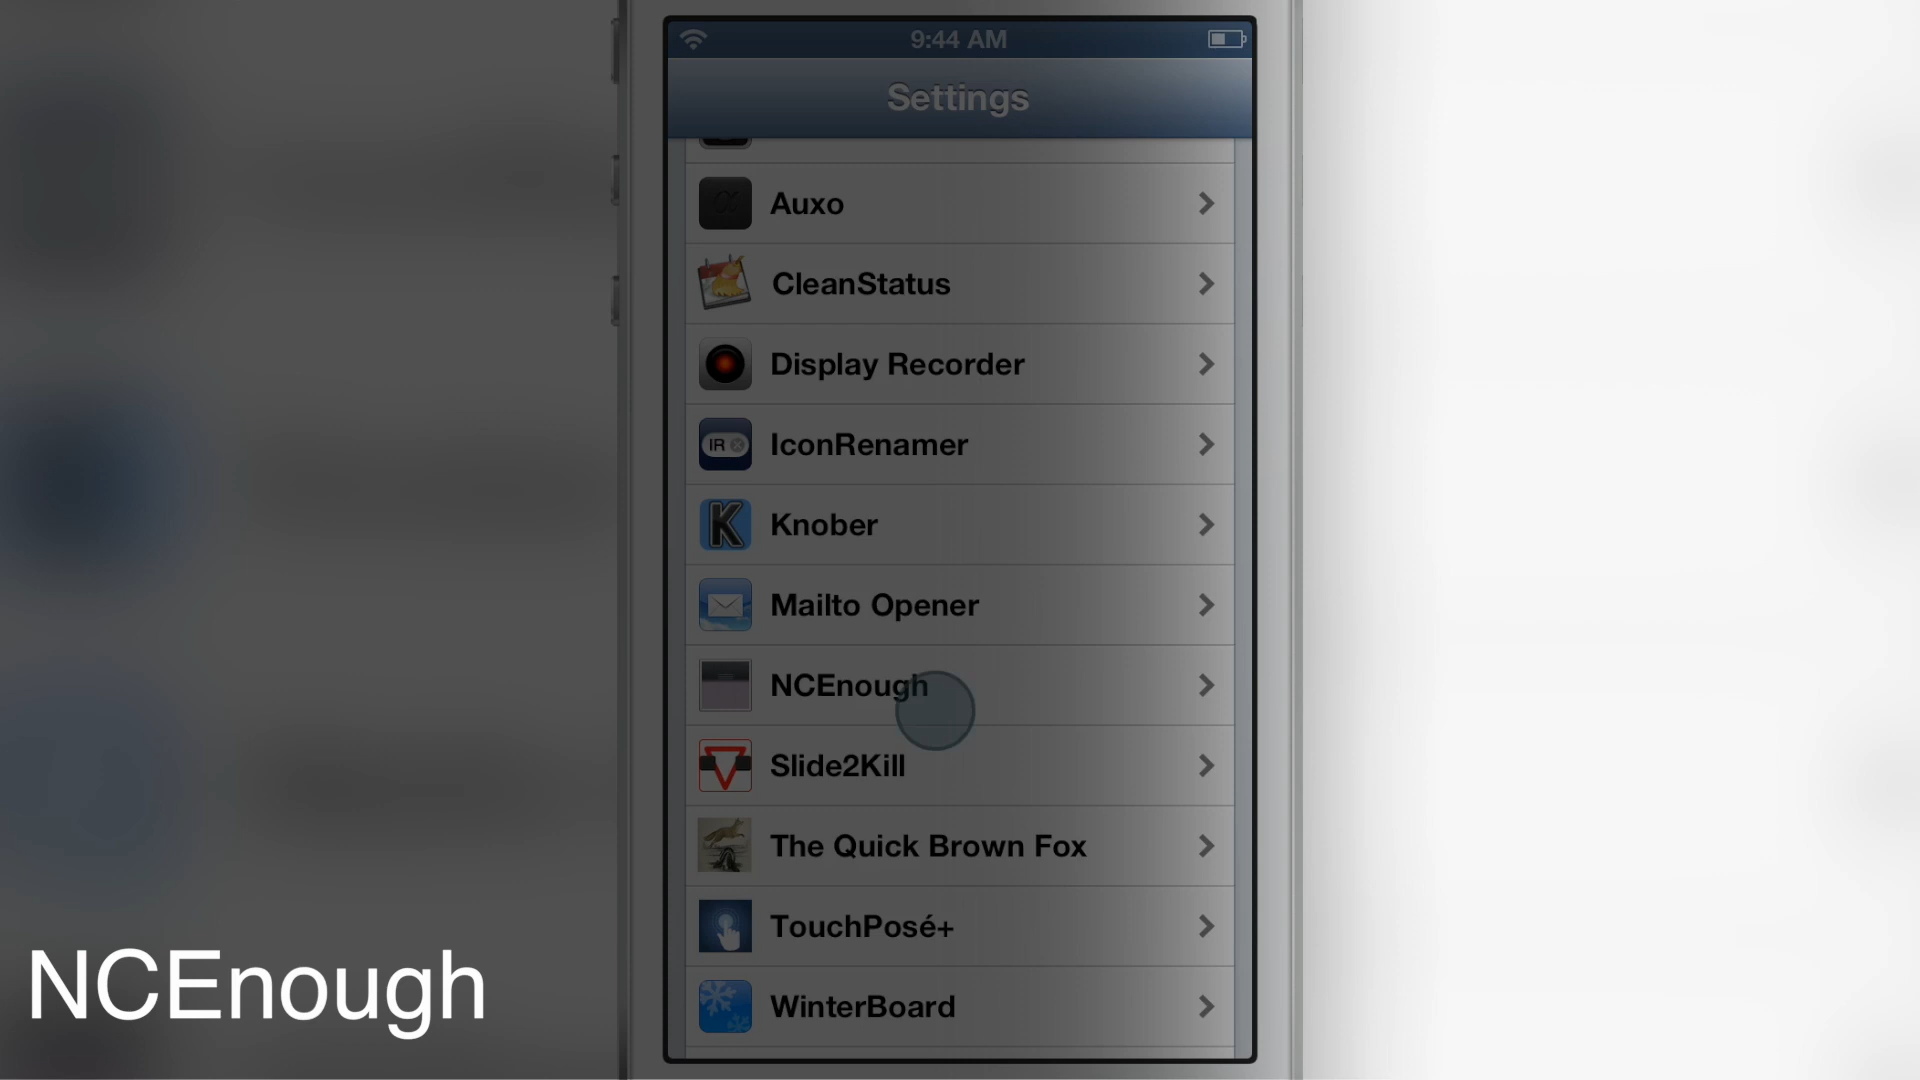 9:44 AM
Settings
Auxo
CleanStatus
Display Recorder
IR
IconRenamer
K
Knober
Mailto Opener
NCEnough
Slide2Kill
The Quick Brown Fox
TouchPosé+
WinterBoard
NCEnough